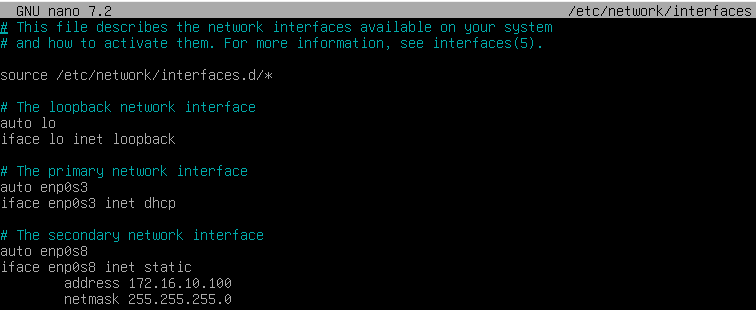 GNU nano 7.2 /etc/network/interfaces
# This file describes the network interfaces available on your system
# and how to activate them. For more information, see interfaces(5).
source /etc/network/interfaces.d/*
# The loopback network interface
auto lo
iface lo inet loopback
# The primary network interface
auto enp0s3
iface enp0s3 inet dhcp
# The secondary network interface
auto enp0s8
iface enp0s8 inet static
address 172.16.10.100
netmask 255.255.255.0